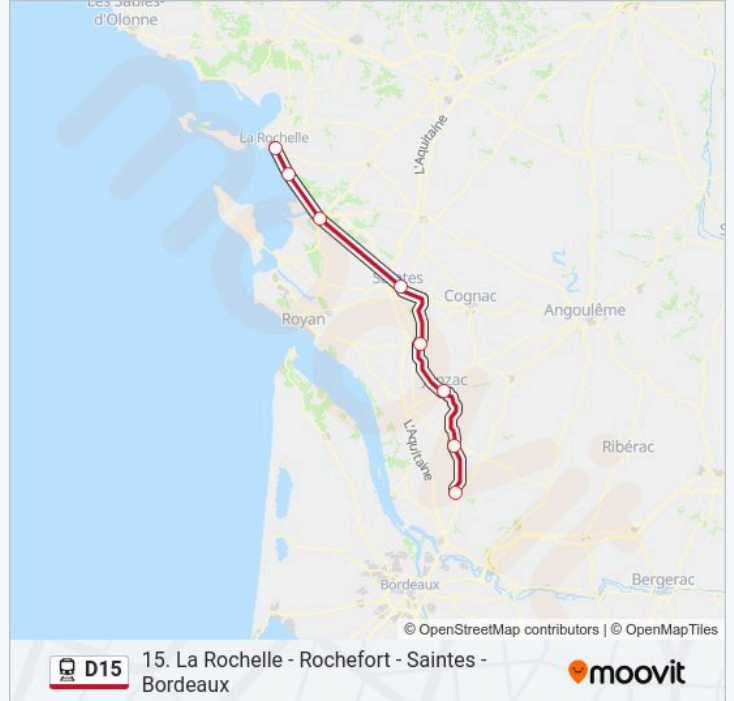 Les Sables-
d'Olonne
La Rochelle
L'Aquitaine
Saintes
Cognac
Angoulême
Royan
Jonzac
L'Aquitaine
Ribérac
Bordeaux
Bergerac
© OpenStreetMap contributors | © OpenMapTiles
D15
15. La Rochelle - Rochefort - Saintes -
Bordeaux
moovit